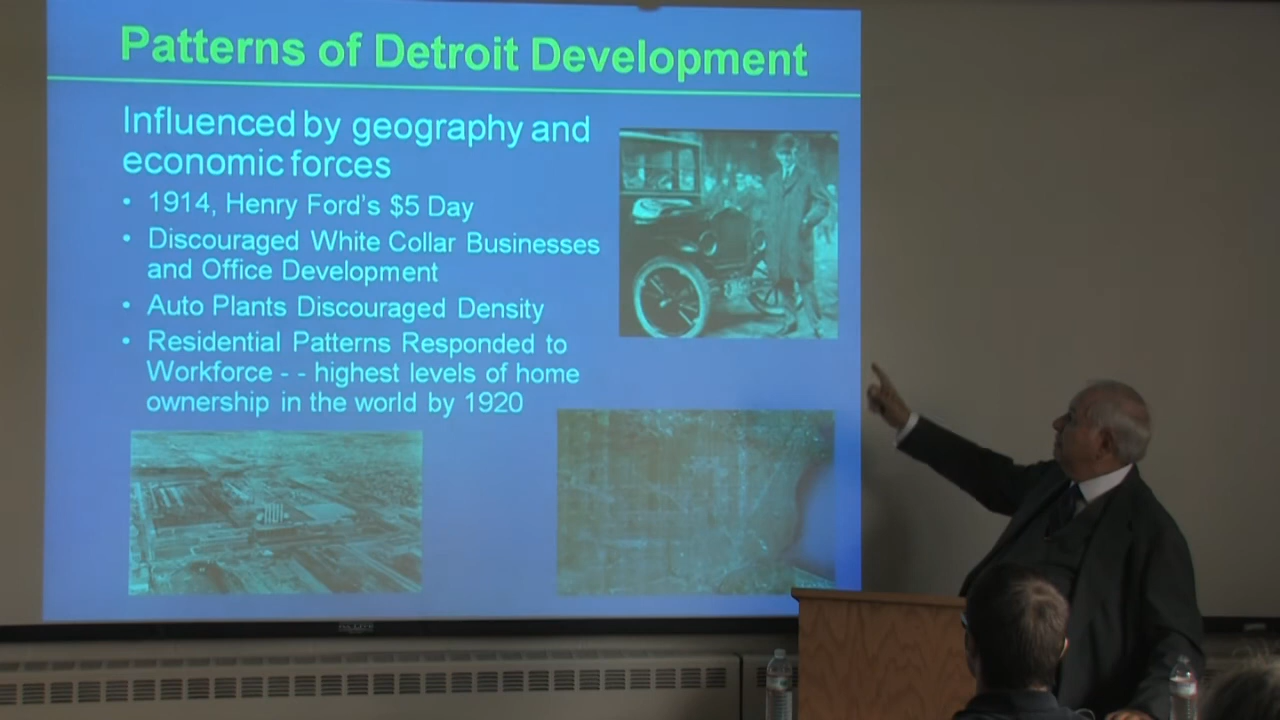 Patterns of Detroit Development
Influenced by geography and
economic forces
• 1914, Henry Ford's $5 Day
• Discouraged White Collar Businesses
and Office Development
• Auto Plants Discouraged Density
• Residential Patterns Responded to
Workforce - - highest levels of home
ownership in the world by 1920